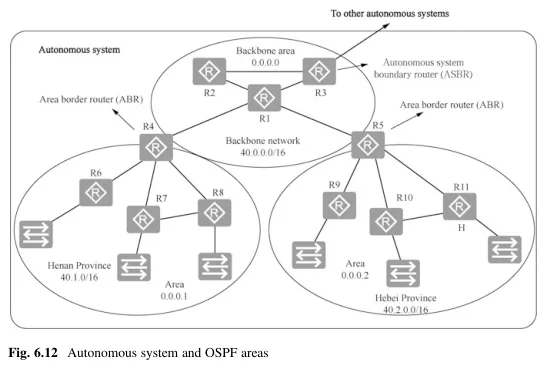 To other autonomous systems
Autonomous system
Backbone area
0.0.0.0
Autonomous system
boundary router (ASBR)
R
R2
R
R3
R
R1
Area border router (ABR)
Area border router (ABR)
R4
R
R5
R
Backbone network
40.0.0.0/16
R6
R
R7
R
R8
R
R9
R
R10
R
R11
R
H
Henan Province
40.1.0/16
Area
0.0.0.1
Area
0.0.0.2
Hebei Province
40.2.0.0/16
Fig. 6.12 Autonomous system and OSPF areas